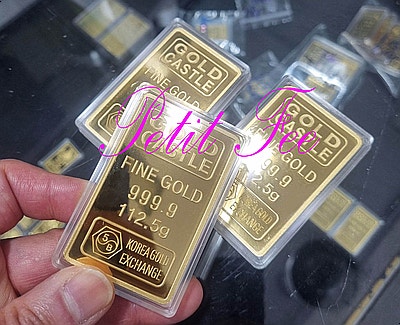 GOLD
CASTLE
FINE GOLD
GOLD
CASTLE
999.9
112.5g
Petit Fee
CASTLE
FINE GOLD
999.9
112.5g
KOREA GOLD
EXCHANGE